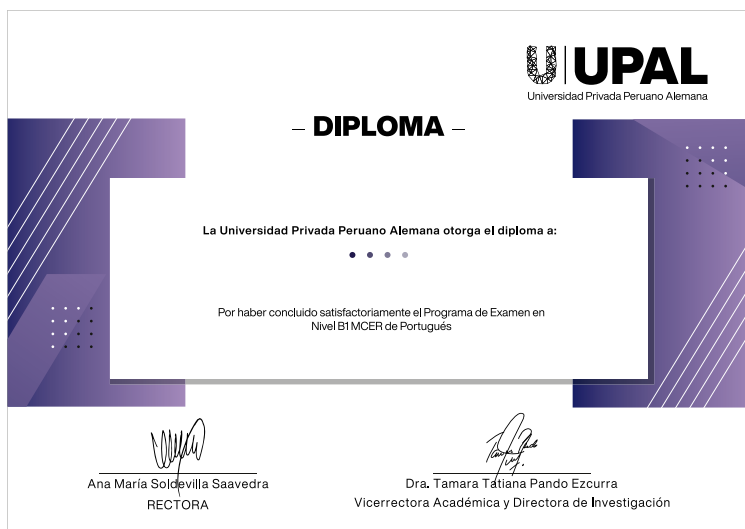 UPAL
Universidad Privada Peruano Alemana
– DIPLOMA –
La Universidad Privada Peruano Alemana otorga el diploma a:
Por haber concluido satisfactoriamente el Programa de Examen en
Nivel B1 MCER de Portugués
Ana María Soldevilla Saavedra
RECTORA
Dra. Tamara Tatiana Pando Ezcurra
Vicerrectora Académica y Directora de Investigación